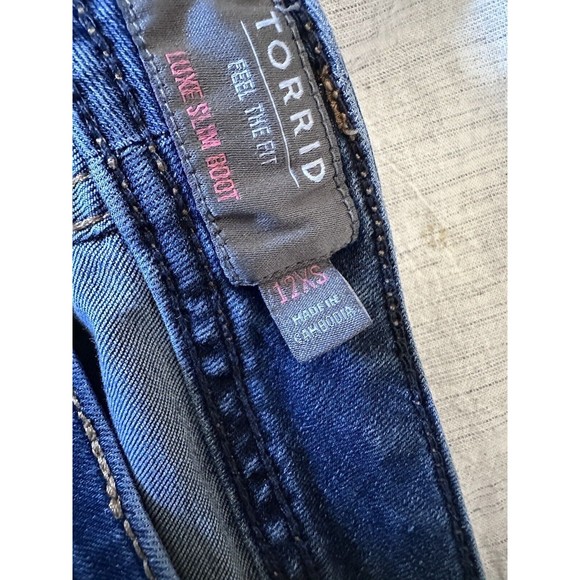 TORRID
FEEL THE FIT
LUXE SLIM BOOT
12XS
MADE IN
CAMBODIA